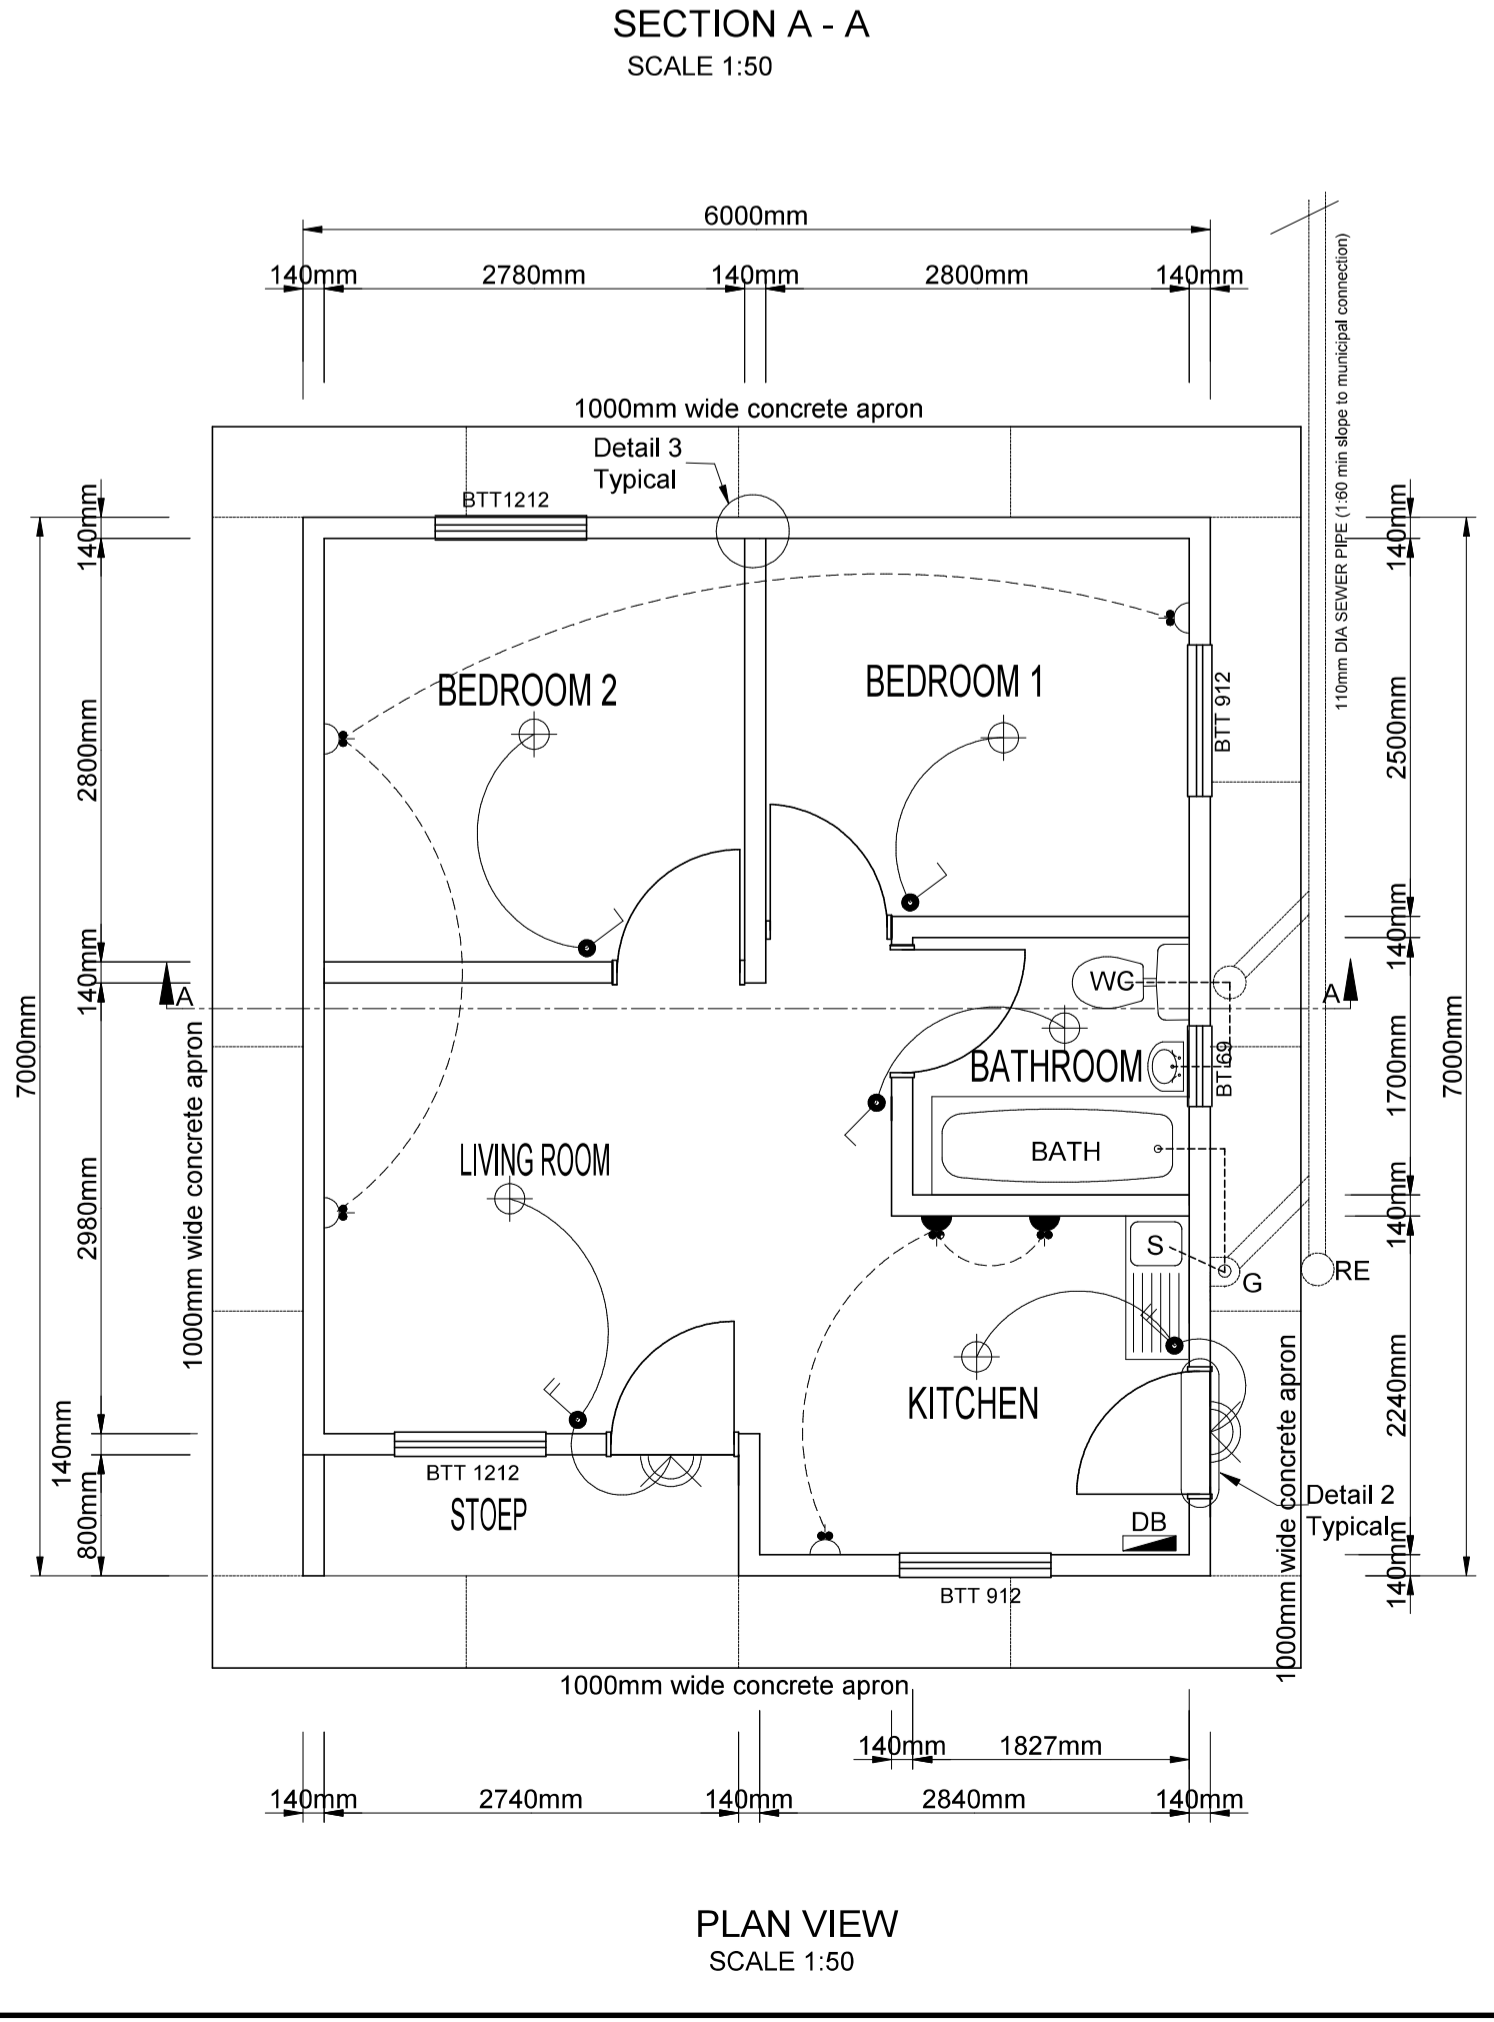 SECTION A - A
SCALE 1:50
6000mm
140mm
2780mm
140mm
2800mm
140mm
1000mm wide concrete apron
Detail 3
Typical
BTT1212
110mm DIA SEWER PIPE (1:60 min slope to municipal connection)
140mm
140mm
BEDROOM 2
BEDROOM 1
BTT 912
2800mm
2500mm
140mm
140mm
A
A
WC
7000mm
7000mm
BATHROOM
BT 69
1700mm
1000mm wide concrete apron
LIVING ROOM
BATH
2980mm
140mm
S
G
RE
KITCHEN
2240mm
1000mm wide concrete apron
140mm
BTT 1212
STOEP
800mm
DB
Detail 2
Typical
140mm
BTT 912
1000mm wide concrete apron
140mm
1827mm
140mm
2740mm
140mm
2840mm
140mm
PLAN VIEW
SCALE 1:50